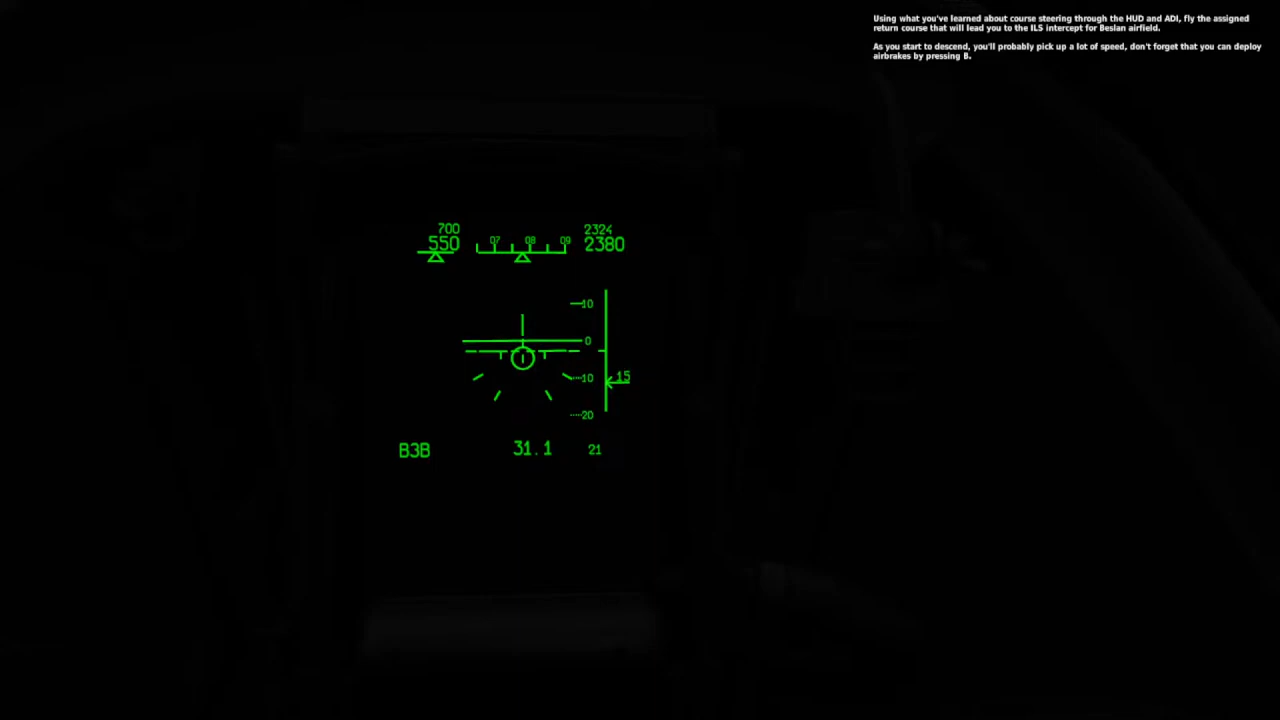 Using what you've learned about course steering through the HUD and ADI, fly the assigned
return course that will lead you to the ILS intercept for Beslan airfield.
As you start to descend, you'll probably pick up a lot of speed, don't forget that you can deploy
airbrakes by pressing B.
700 2324
550 07 08 09 2380
10
0
10 15
20
ВЗВ 31.1 21